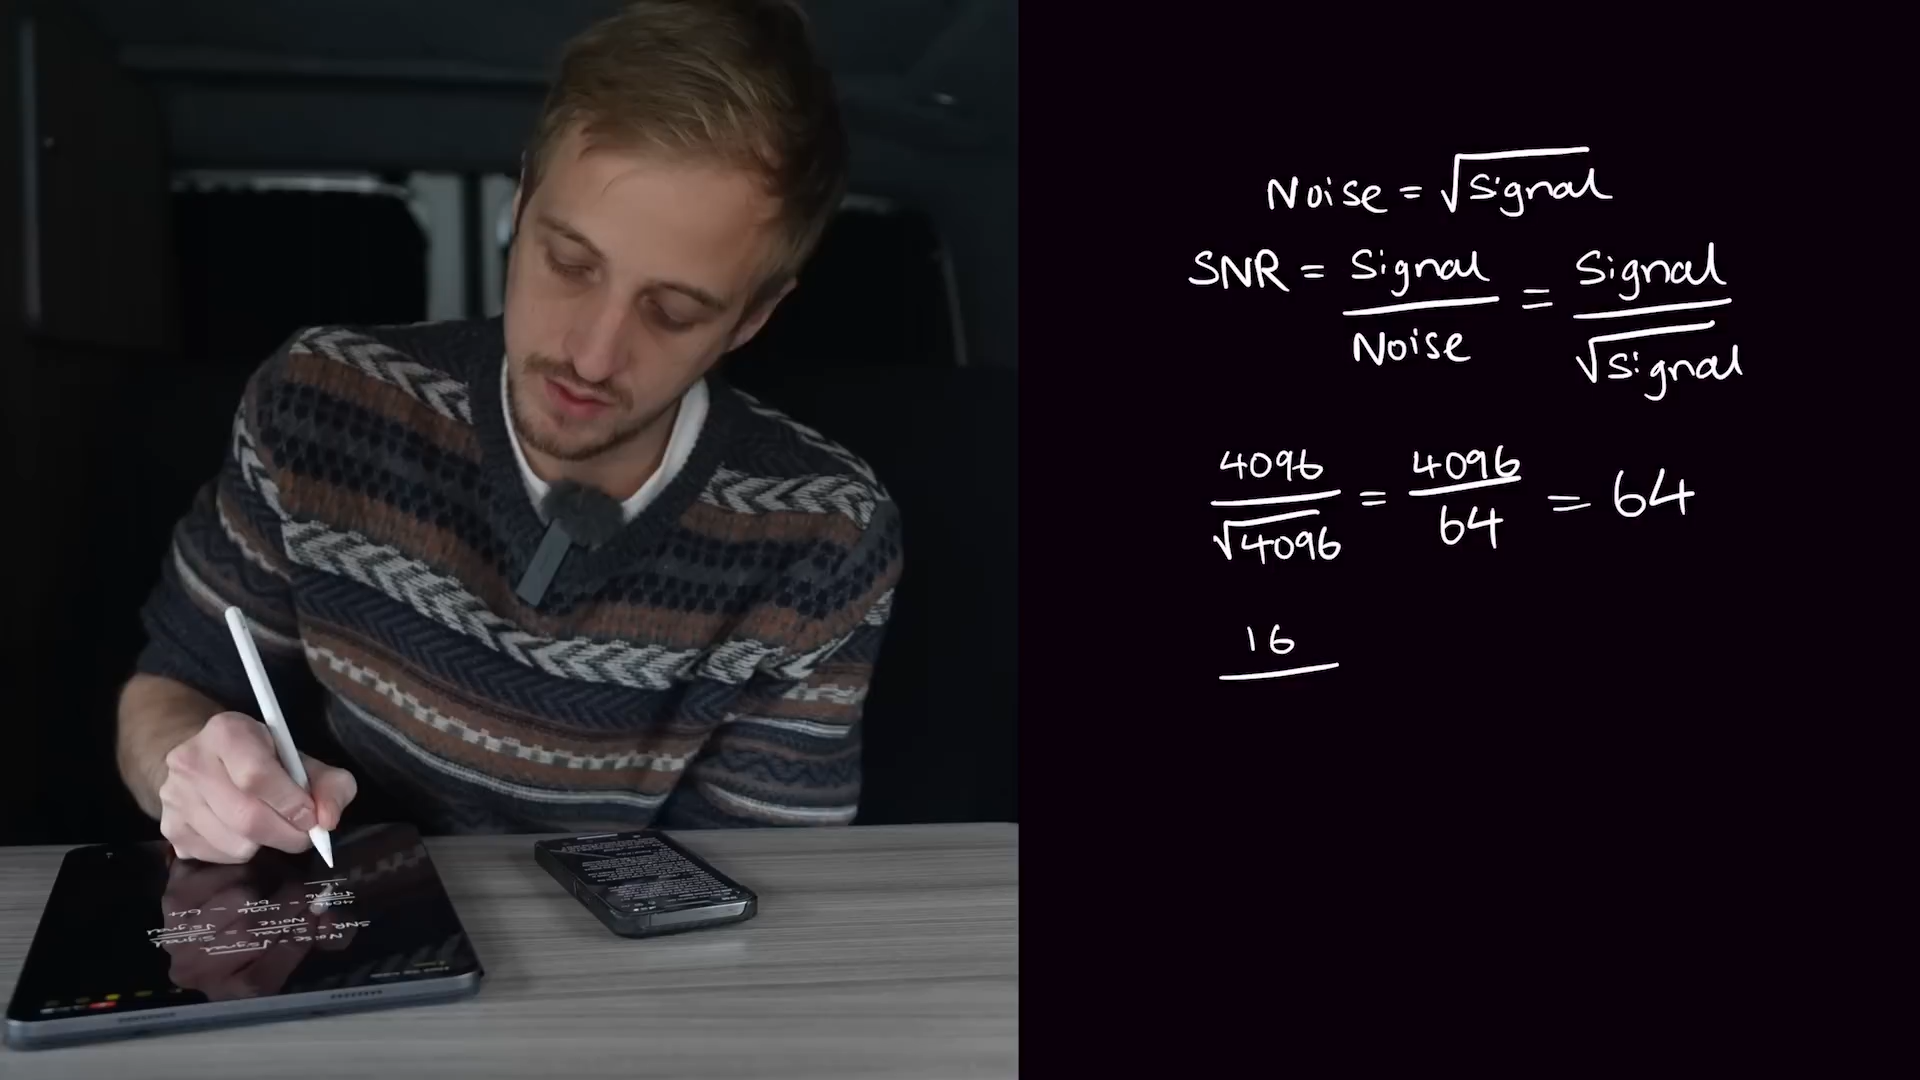 Noise = √Signal
SNR = Signal / Noise = Signal / √Signal
4096 / √4096 = 4096 / 64 = 64
16